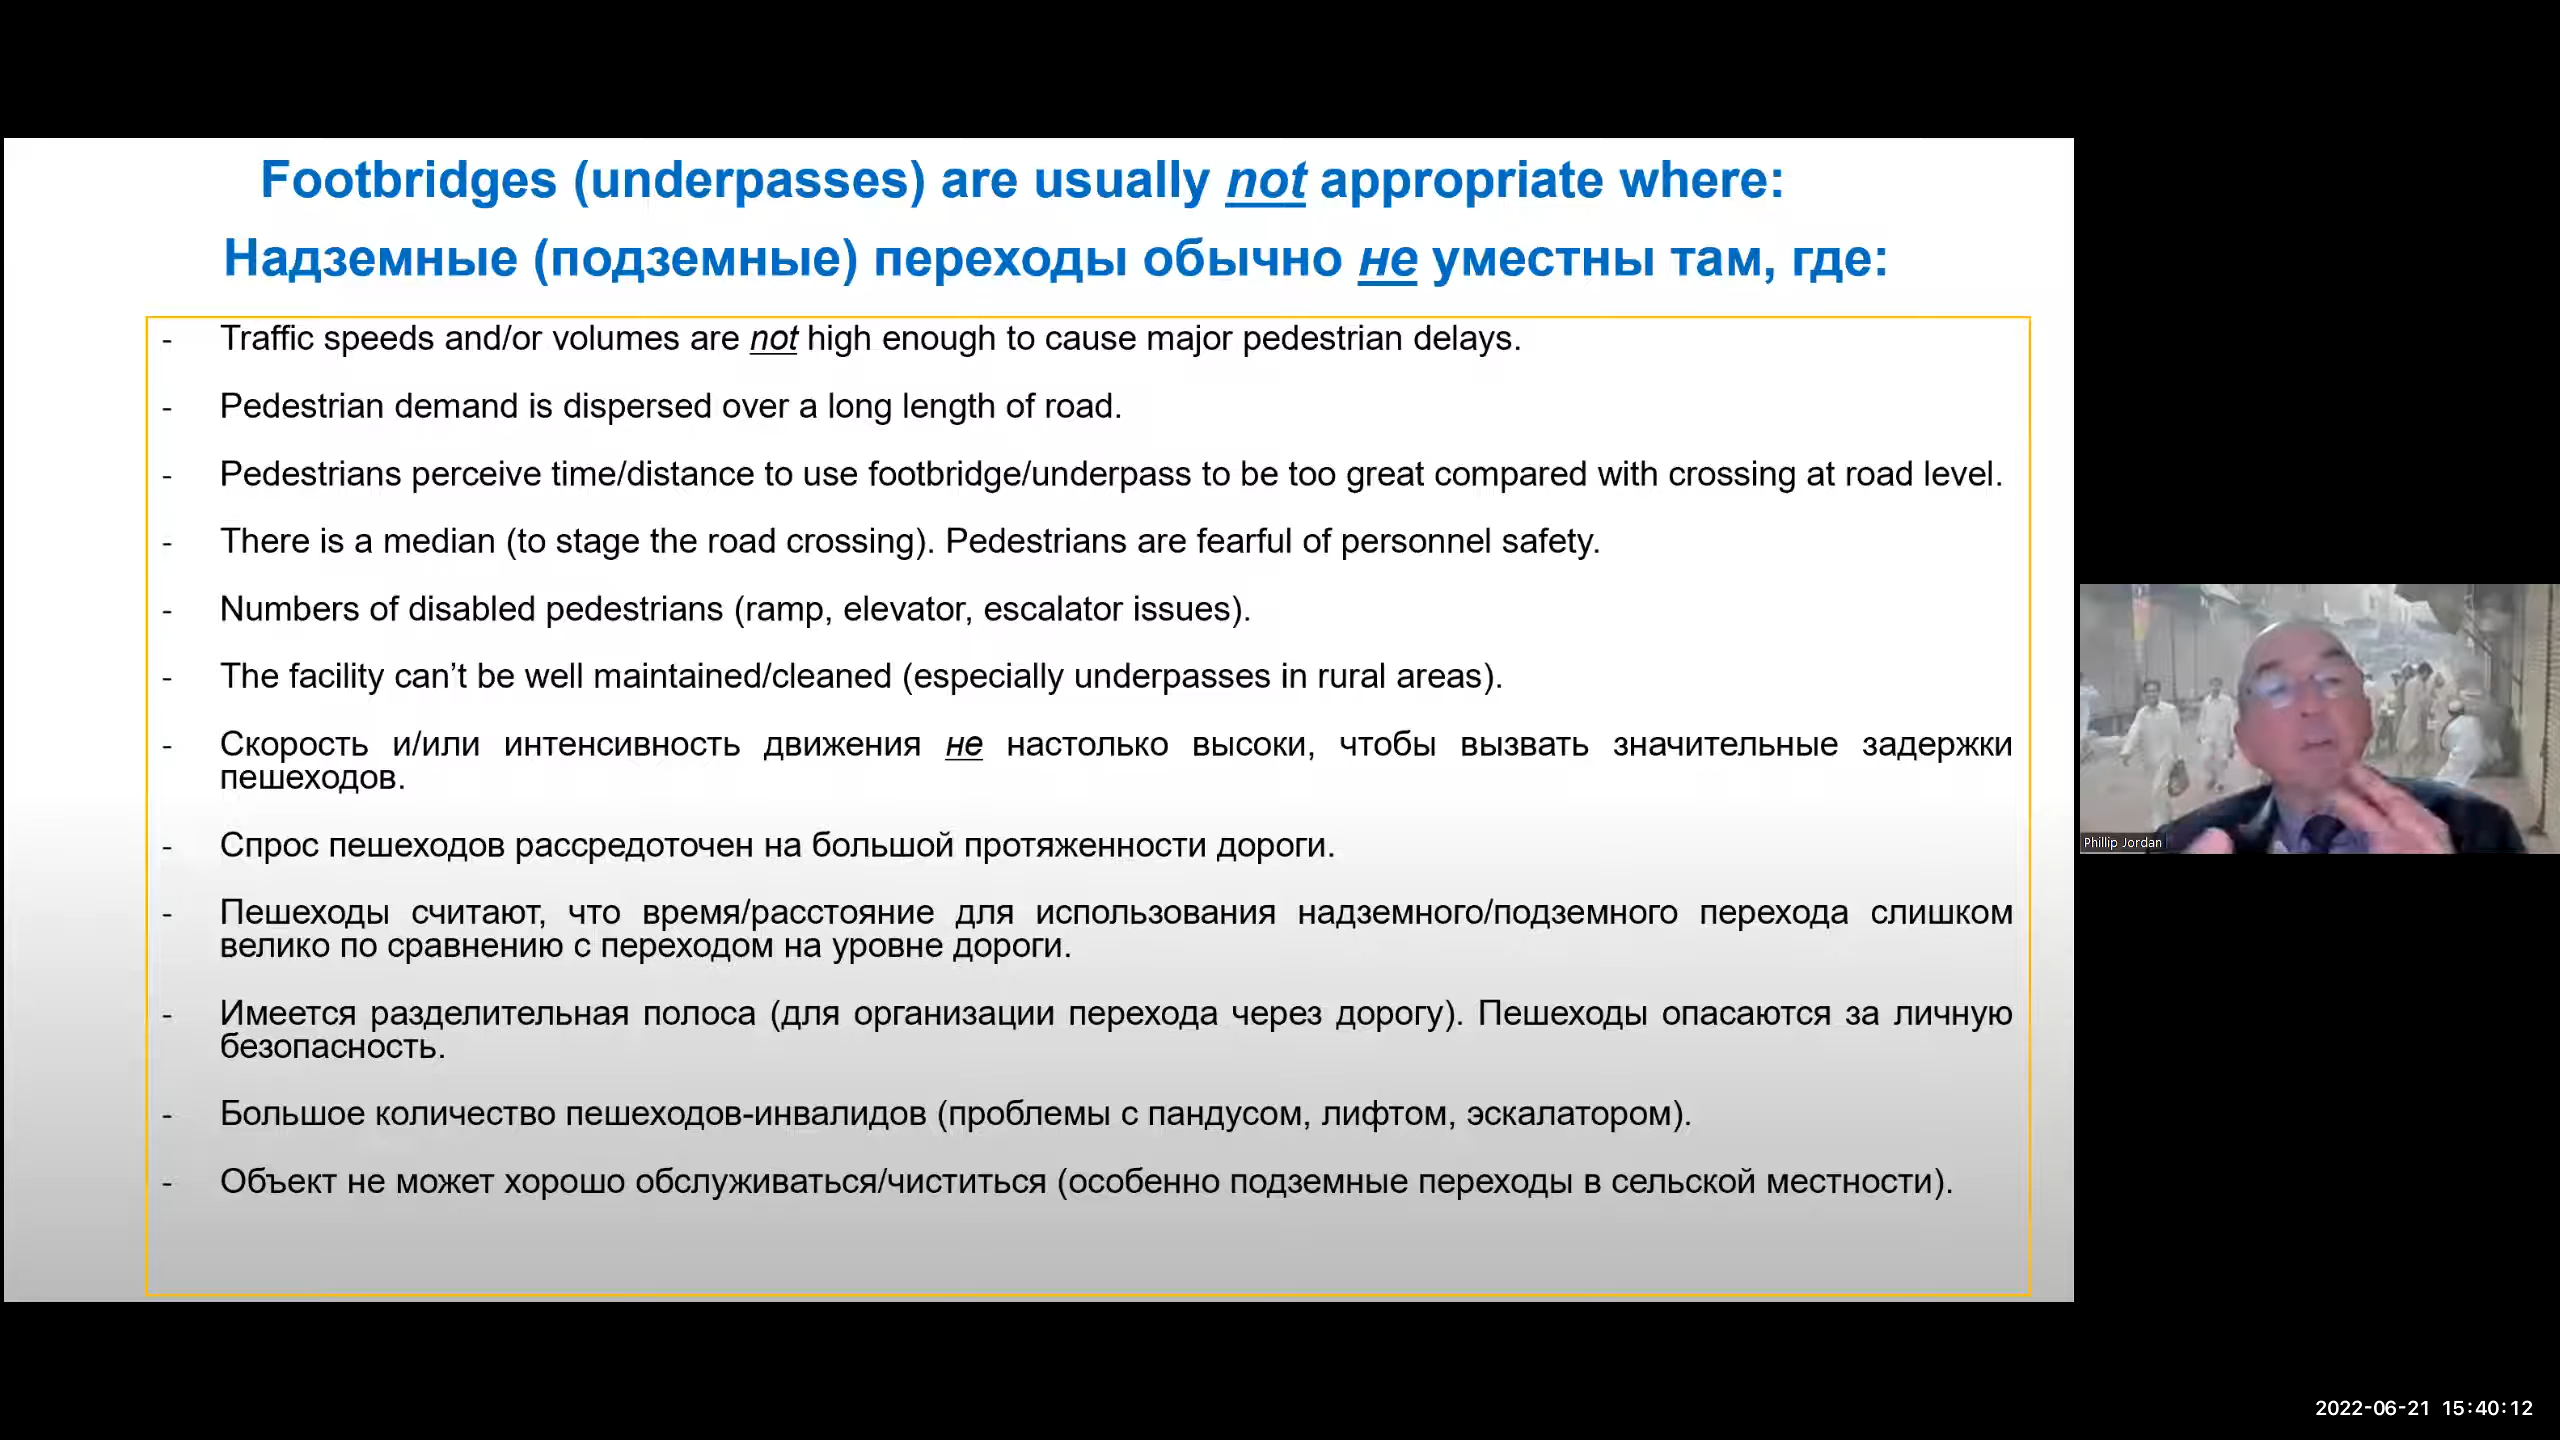 Footbridges (underpasses) are usually not appropriate where:
Надземные (подземные) переходы обычно не уместны там, где:
- Traffic speeds and/or volumes are not high enough to cause major pedestrian delays.
- Pedestrian demand is dispersed over a long length of road.
- Pedestrians perceive time/distance to use footbridge/underpass to be too great compared with crossing at road level.
- There is a median (to stage the road crossing). Pedestrians are fearful of personnel safety.
- Numbers of disabled pedestrians (ramp, elevator, escalator issues).
- The facility can’t be well maintained/cleaned (especially underpasses in rural areas).
- Скорость и/или интенсивность движения не настолько высоки, чтобы вызвать значительные задержки
пешеходов.
- Спрос пешеходов рассредоточен на большой протяженности дороги.
- Пешеходы считают, что время/расстояние для использования надземного/подземного перехода слишком
велико по сравнению с переходом на уровне дороги.
- Имеется разделительная полоса (для организации перехода через дорогу). Пешеходы опасаются за личную
безопасность.
- Большое количество пешеходов-инвалидов (проблемы с пандусом, лифтом, эскалатором).
- Объект не может хорошо обслуживаться/чиститься (особенно подземные переходы в сельской местности).
Phillip Jordan
2022-06-21 15:40:12